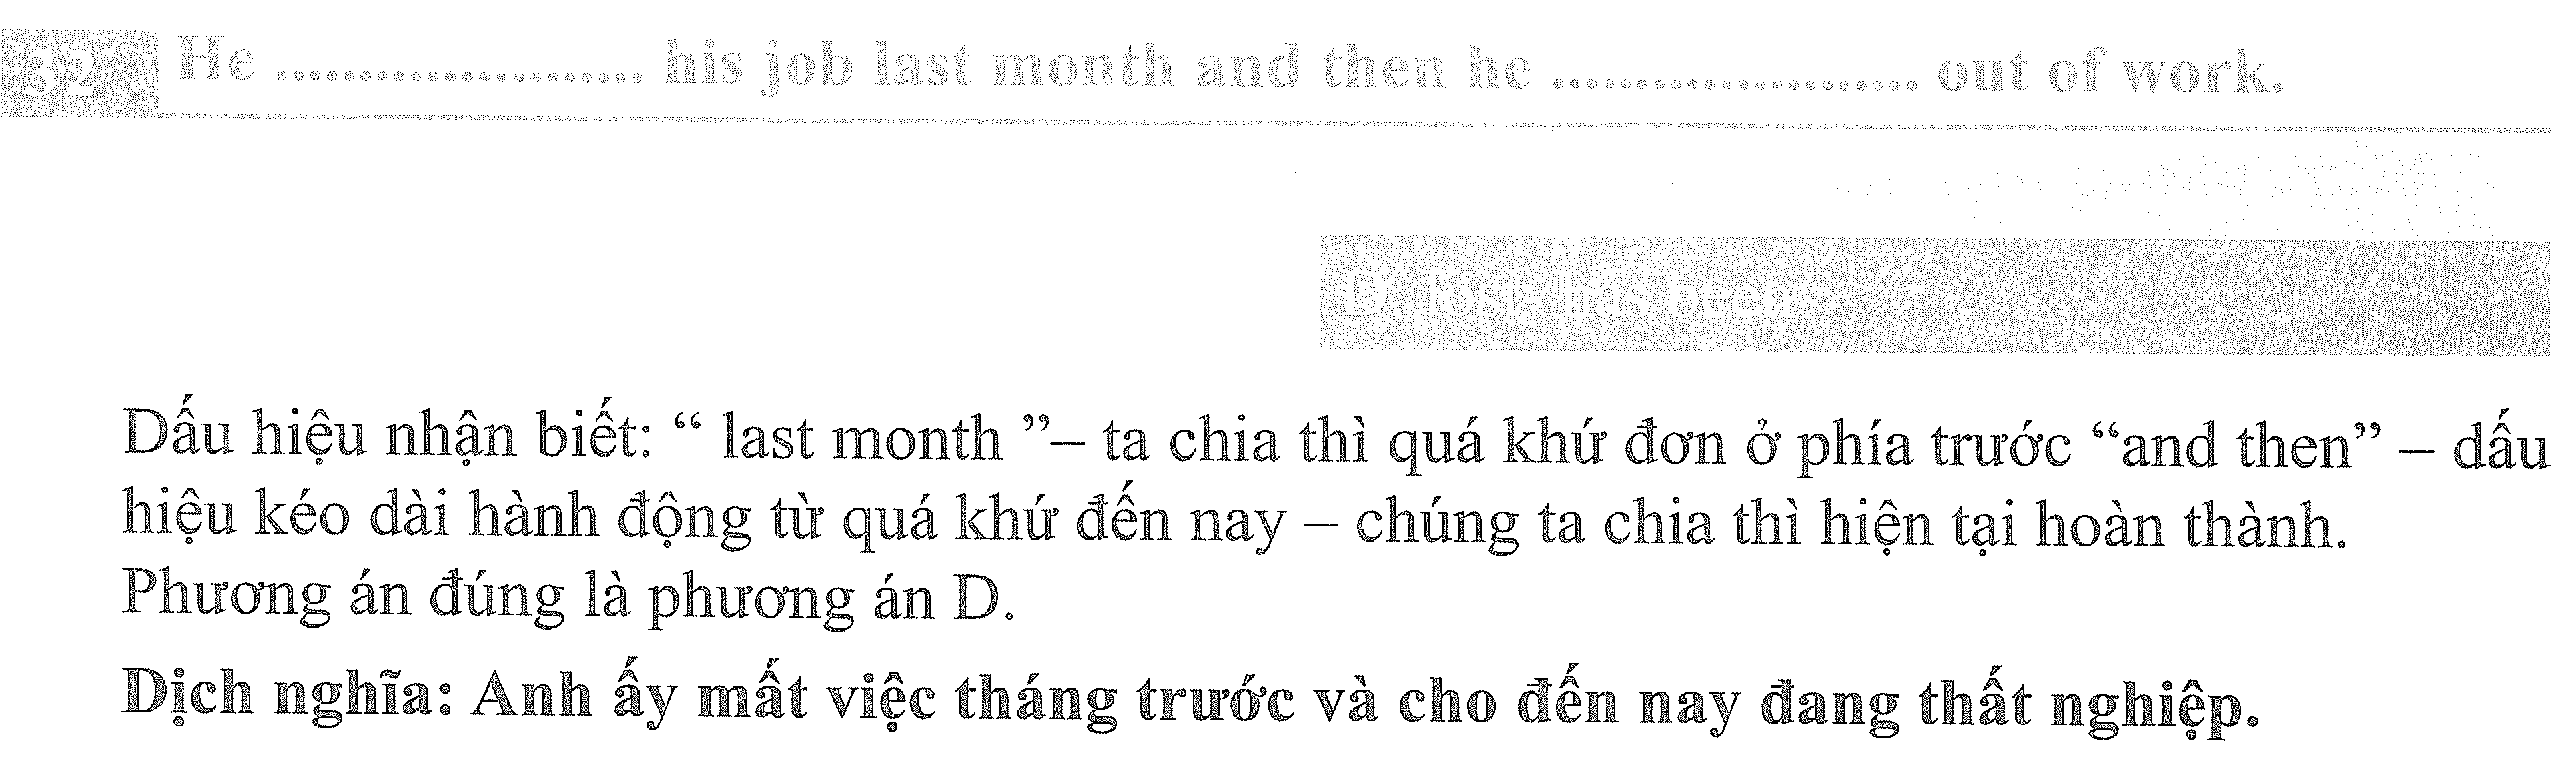 32 He ...................... his job last month and then he ...................... out of work.
D. lost- has been
Dấu hiệu nhận biết: “ last month ”– ta chia thì quá khứ đơn ở phía trước “and then” – dấu
hiệu kéo dài hành động từ quá khứ đến nay – chúng ta chia thì hiện tại hoàn thành.
Phương án đúng là phương án D.
Dịch nghĩa: Anh ấy mất việc tháng trước và cho đến nay đang thất nghiệp.